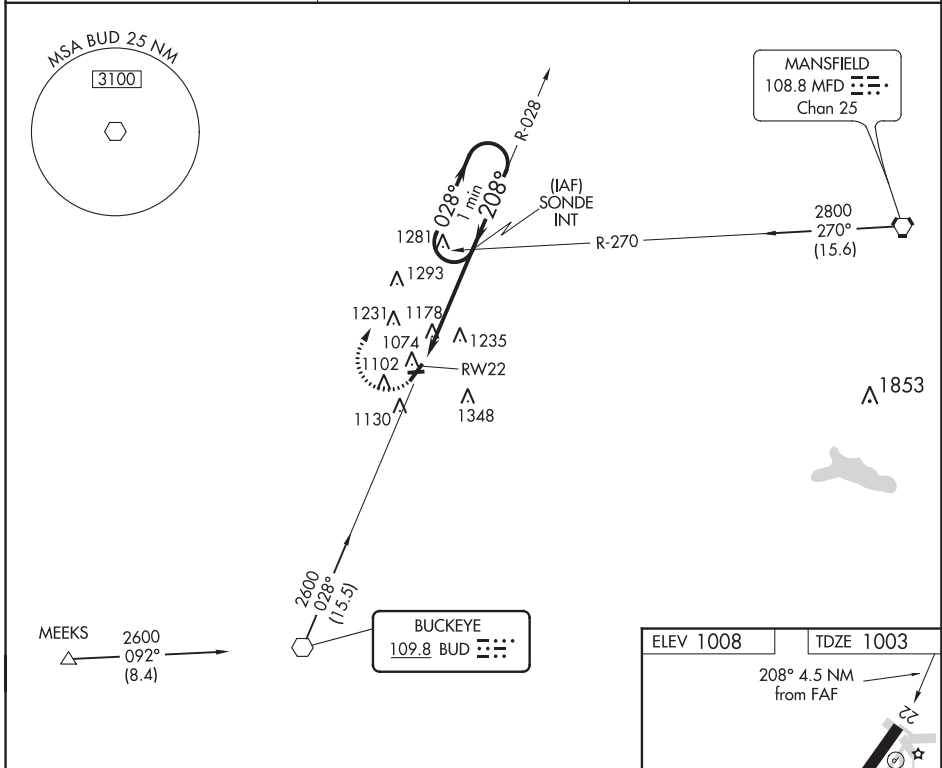 MSA BUD 25 NM
3100
MANSFIELD
108.8 MFD
Chan 25
R-028
028°
1 min
208°
(IAF)
SONDE
INT
2800
270°
(15.6)
R-270
1281
1293
1231
1178
1235
1074
1102
RW22
1130
1348
1853
2600
028°
(15.5)
MEEKS
2600
092°
(8.4)
BUCKEYE
109.8 BUD
ELEV 1008
TDZE 1003
208° 4.5 NM
from FAF
22